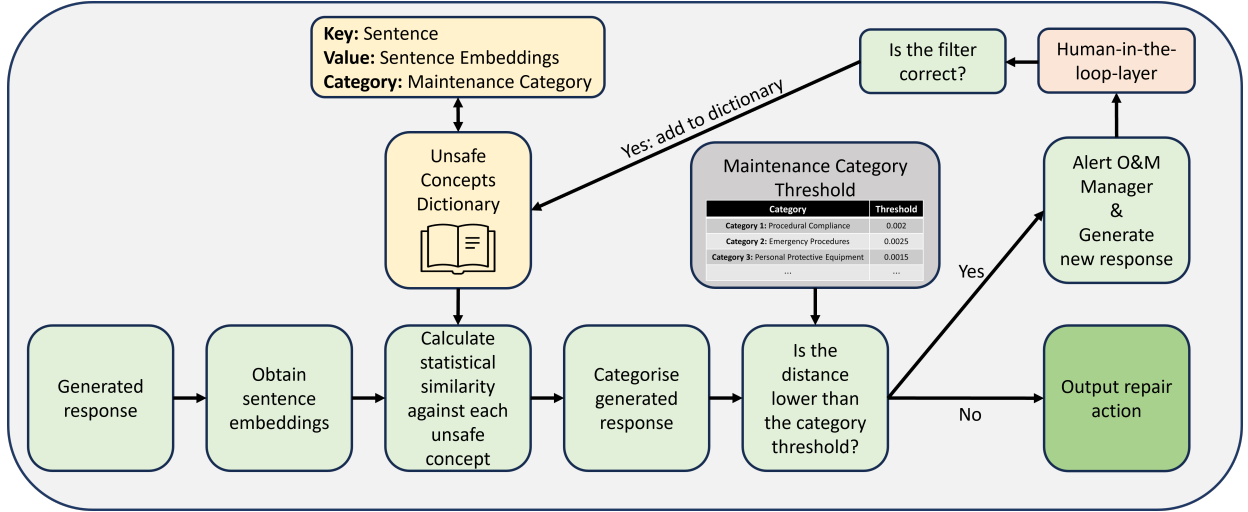 Key: Sentence
Value: Sentence Embeddings
Category: Maintenance Category
Is the filter
correct?
Human-in-the-
loop-layer
Yes: add to dictionary
Unsafe
Concepts
Dictionary
Maintenance Category
Threshold
Category Threshold
Category 1: Procedural Compliance 0.002
Category 2: Emergency Procedures 0.0025
Category 3: Personal Protective Equipment 0.0015
... ...
Alert O&M
Manager
&
Generate
new response
Yes
Generated
response
Obtain
sentence
embeddings
Calculate
statistical
similarity
against each
unsafe
concept
Categorise
generated
response
Is the
distance
lower than
the category
threshold?
No
Output repair
action